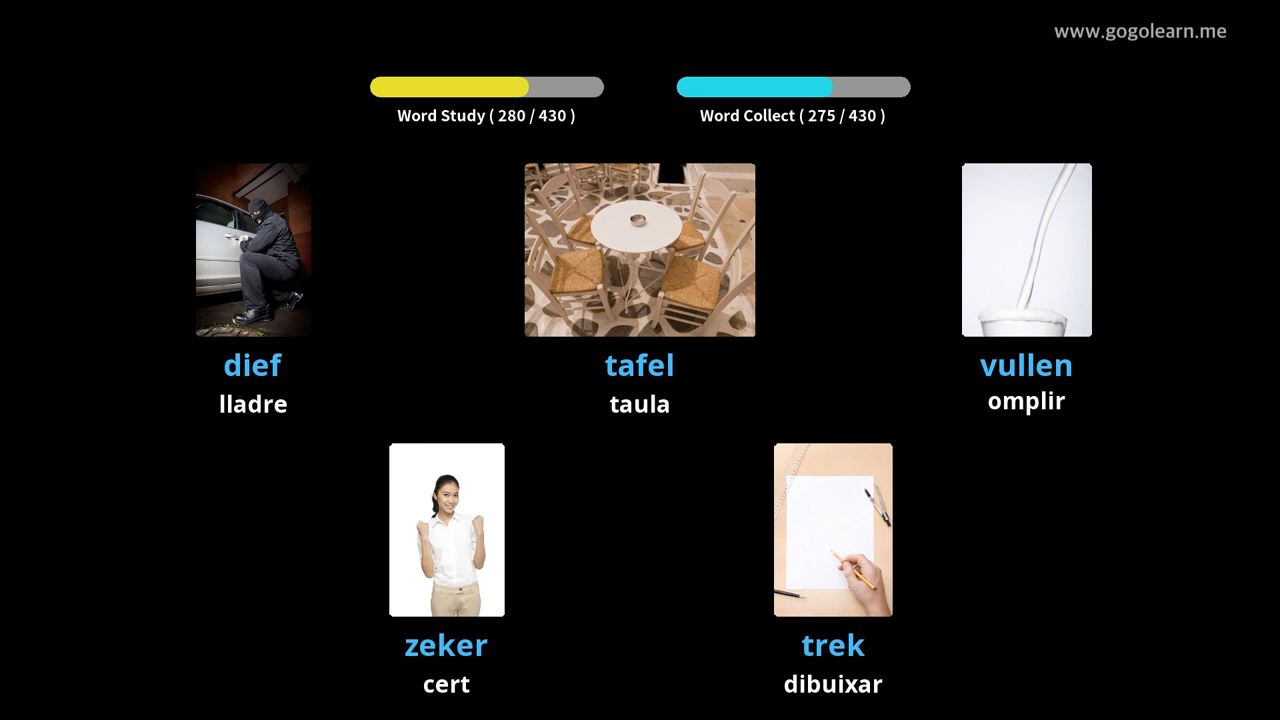 www.gogolearn.me
Word Study ( 280 / 430 )
Word Collect ( 275 / 430 )
dief
lladre
tafel
taula
vullen
omplir
zeker
cert
trek
dibuixar